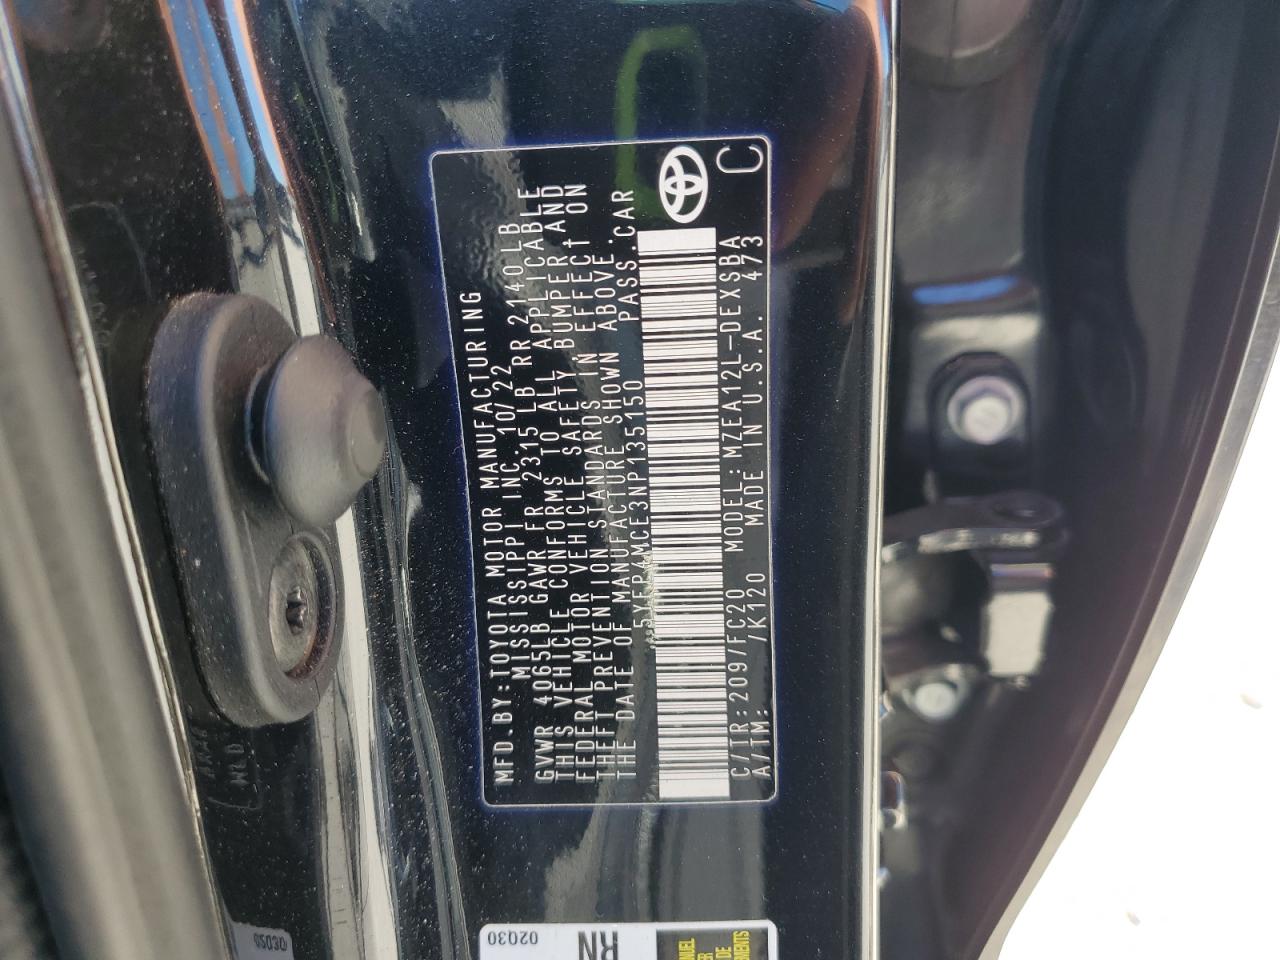 MFD.BY:TOYOTA MOTOR MANUFACTURING
MISSISSIPPI INC. 10/22
GVWR 4065LB GAWR FR 2315LB RR 2140LB
THIS VEHICLE CONFORMS TO ALL APPLICABLE
FEDERAL MOTOR VEHICLE SAFETY, BUMPER, AND
THEFT PREVENTION STANDARDS IN EFFECT ON
THE DATE OF MANUFACTURE SHOWN ABOVE.
5YFP4MCE3NP135150 PASS.CAR
C/TR:209/FC20 MODEL:MZEA12L-DEXSBA
A/TM: /K120 MADE IN U.S.A. 473
C
02Q30
RN